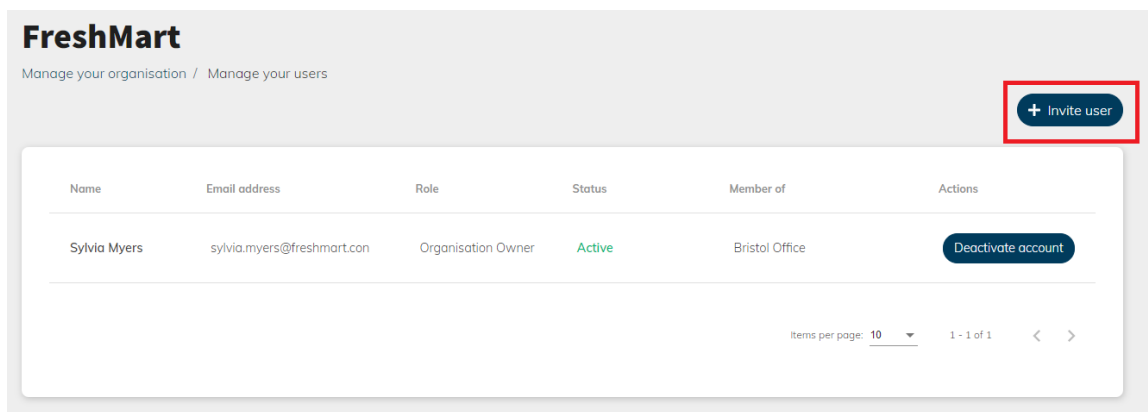 FreshMart
Manage your organisation / Manage your users
+ Invite user
Name Email address Role Status Member of Actions
Sylvia Myers sylvia.myers@freshmart.con Organisation Owner Active Bristol Office Deactivate account
Items per page: 10 1 - 1 of 1